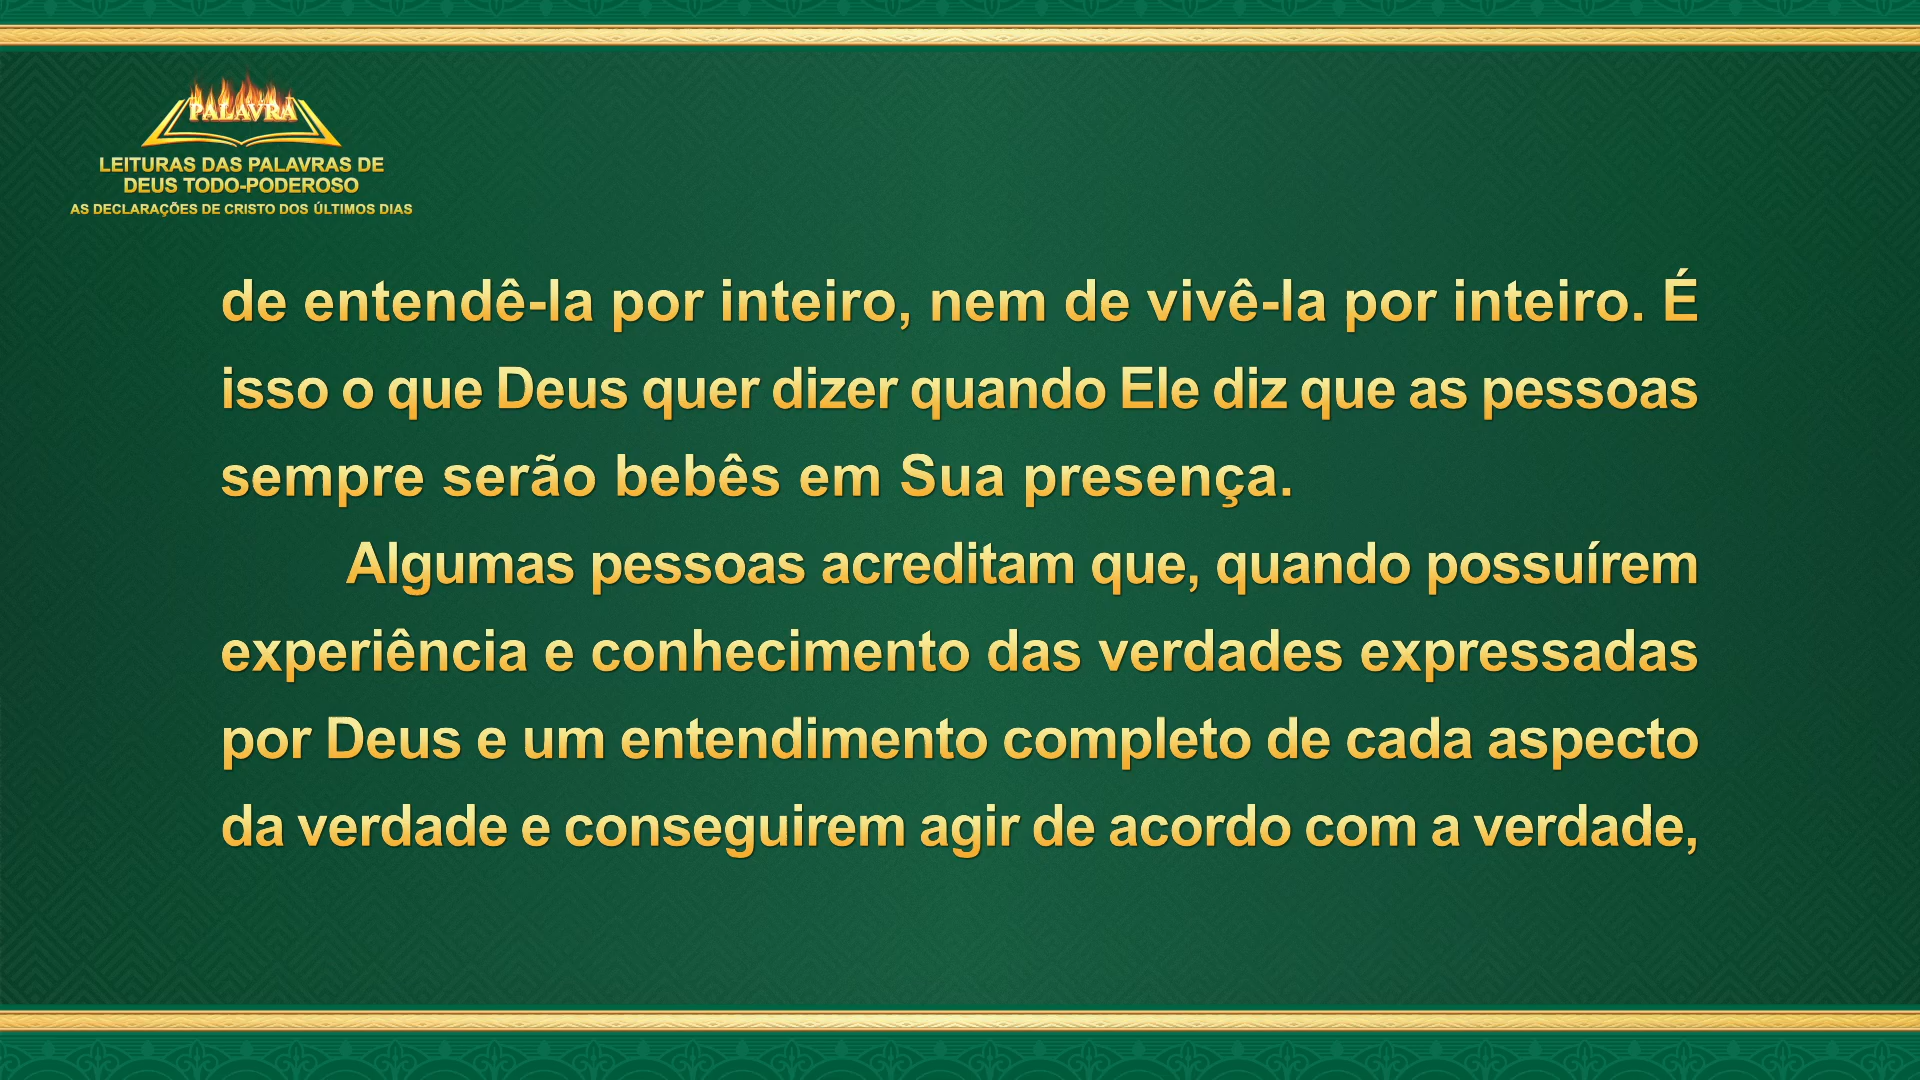 PALAVRA
LEITURAS DAS PALAVRAS DE
DEUS TODO-PODEROSO
AS DECLARAÇÕES DE CRISTO DOS ÚLTIMOS DIAS
de entendê-la por inteiro, nem de vivê-la por inteiro. É
isso o que Deus quer dizer quando Ele diz que as pessoas
sempre serão bebês em Sua presença.
Algumas pessoas acreditam que, quando possuírem
experiência e conhecimento das verdades expressadas
por Deus e um entendimento completo de cada aspecto
da verdade e conseguirem agir de acordo com a verdade,